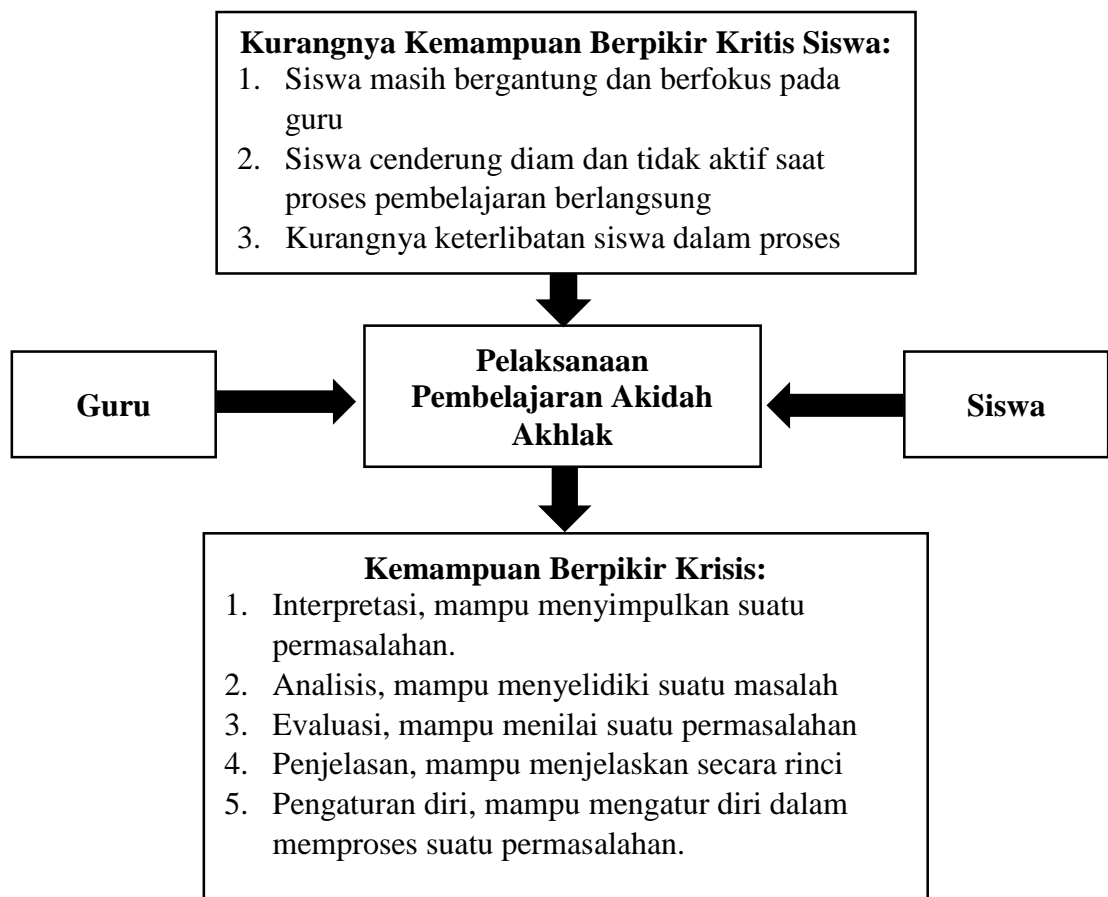 Kurangnya Kemampuan Berpikir Kritis Siswa:
1. Siswa masih bergantung dan berfokus pada
guru
2. Siswa cenderung diam dan tidak aktif saat
proses pembelajaran berlangsung
3. Kurangnya keterlibatan siswa dalam proses
Guru
Pelaksanaan
Pembelajaran Akidah
Akhlak
Siswa
Kemampuan Berpikir Krisis:
1. Interpretasi, mampu menyimpulkan suatu
permasalahan.
2. Analisis, mampu menyelidiki suatu masalah
3. Evaluasi, mampu menilai suatu permasalahan
4. Penjelasan, mampu menjelaskan secara rinci
5. Pengaturan diri, mampu mengatur diri dalam
memproses suatu permasalahan.